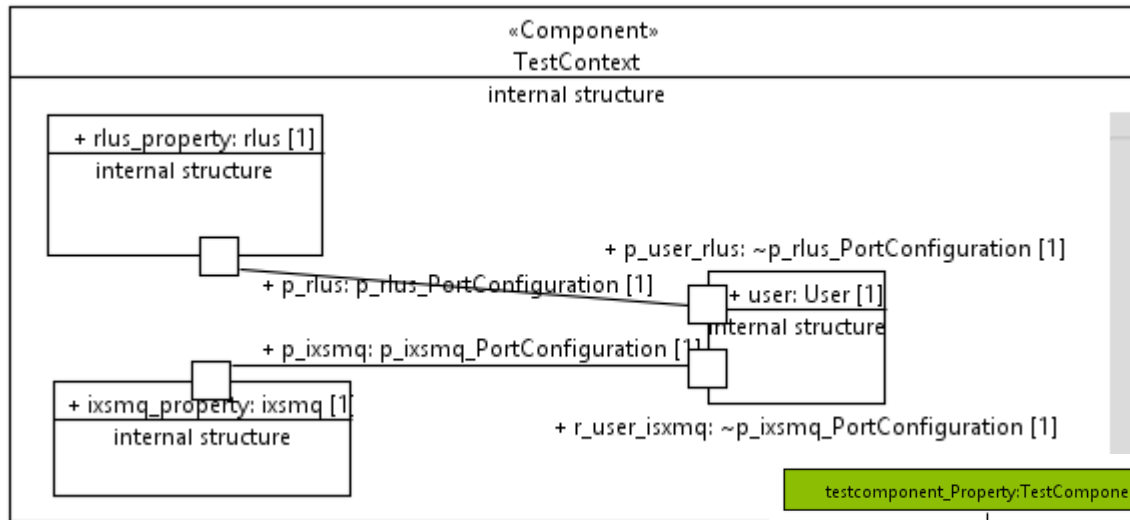 «Component»
TestContext
internal structure
+ rlus_property: rlus [1]
internal structure
+ p_user_rlus: ~p_rlus_PortConfiguration [1]
+ p_rlus: p_rlus_PortConfiguration [1]
+ user: User [1]
internal structure
+ p_ixsmq: p_ixsmq_PortConfiguration [1]
+ ixsmq_property: ixsmq [1]
internal structure
+ r_user_isxmq: ~p_ixsmq_PortConfiguration [1]
testcomponent_Property:TestCompone